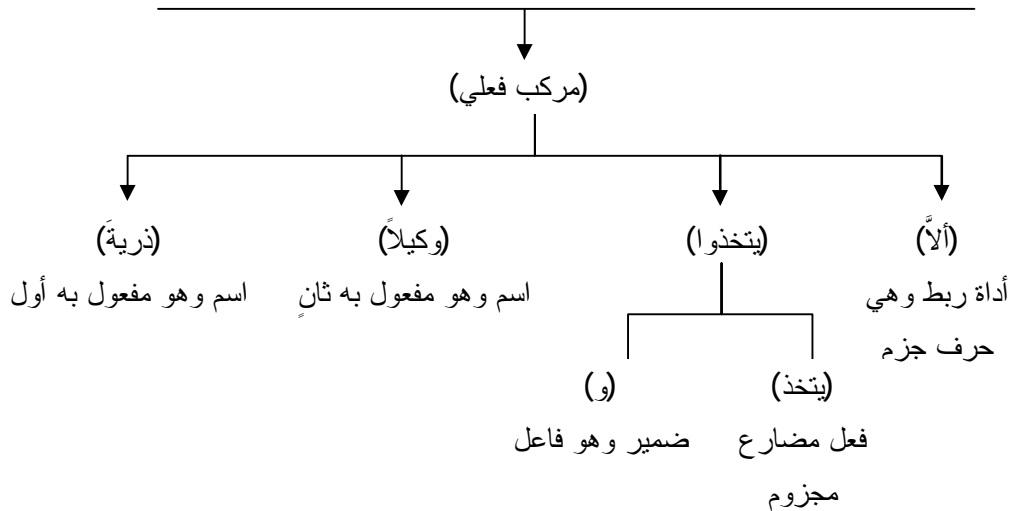 (مركب فعلي)
(ألاَّ) (يتخذوا) (وكيلاً) (ذريةَ)
أداة ربط وهي اسم وهو مفعول به ثانٍ اسم وهو مفعول به أول
حرف جزم
(يتخذ) (و)
فعل مضارع ضمير وهو فاعل
مجزوم